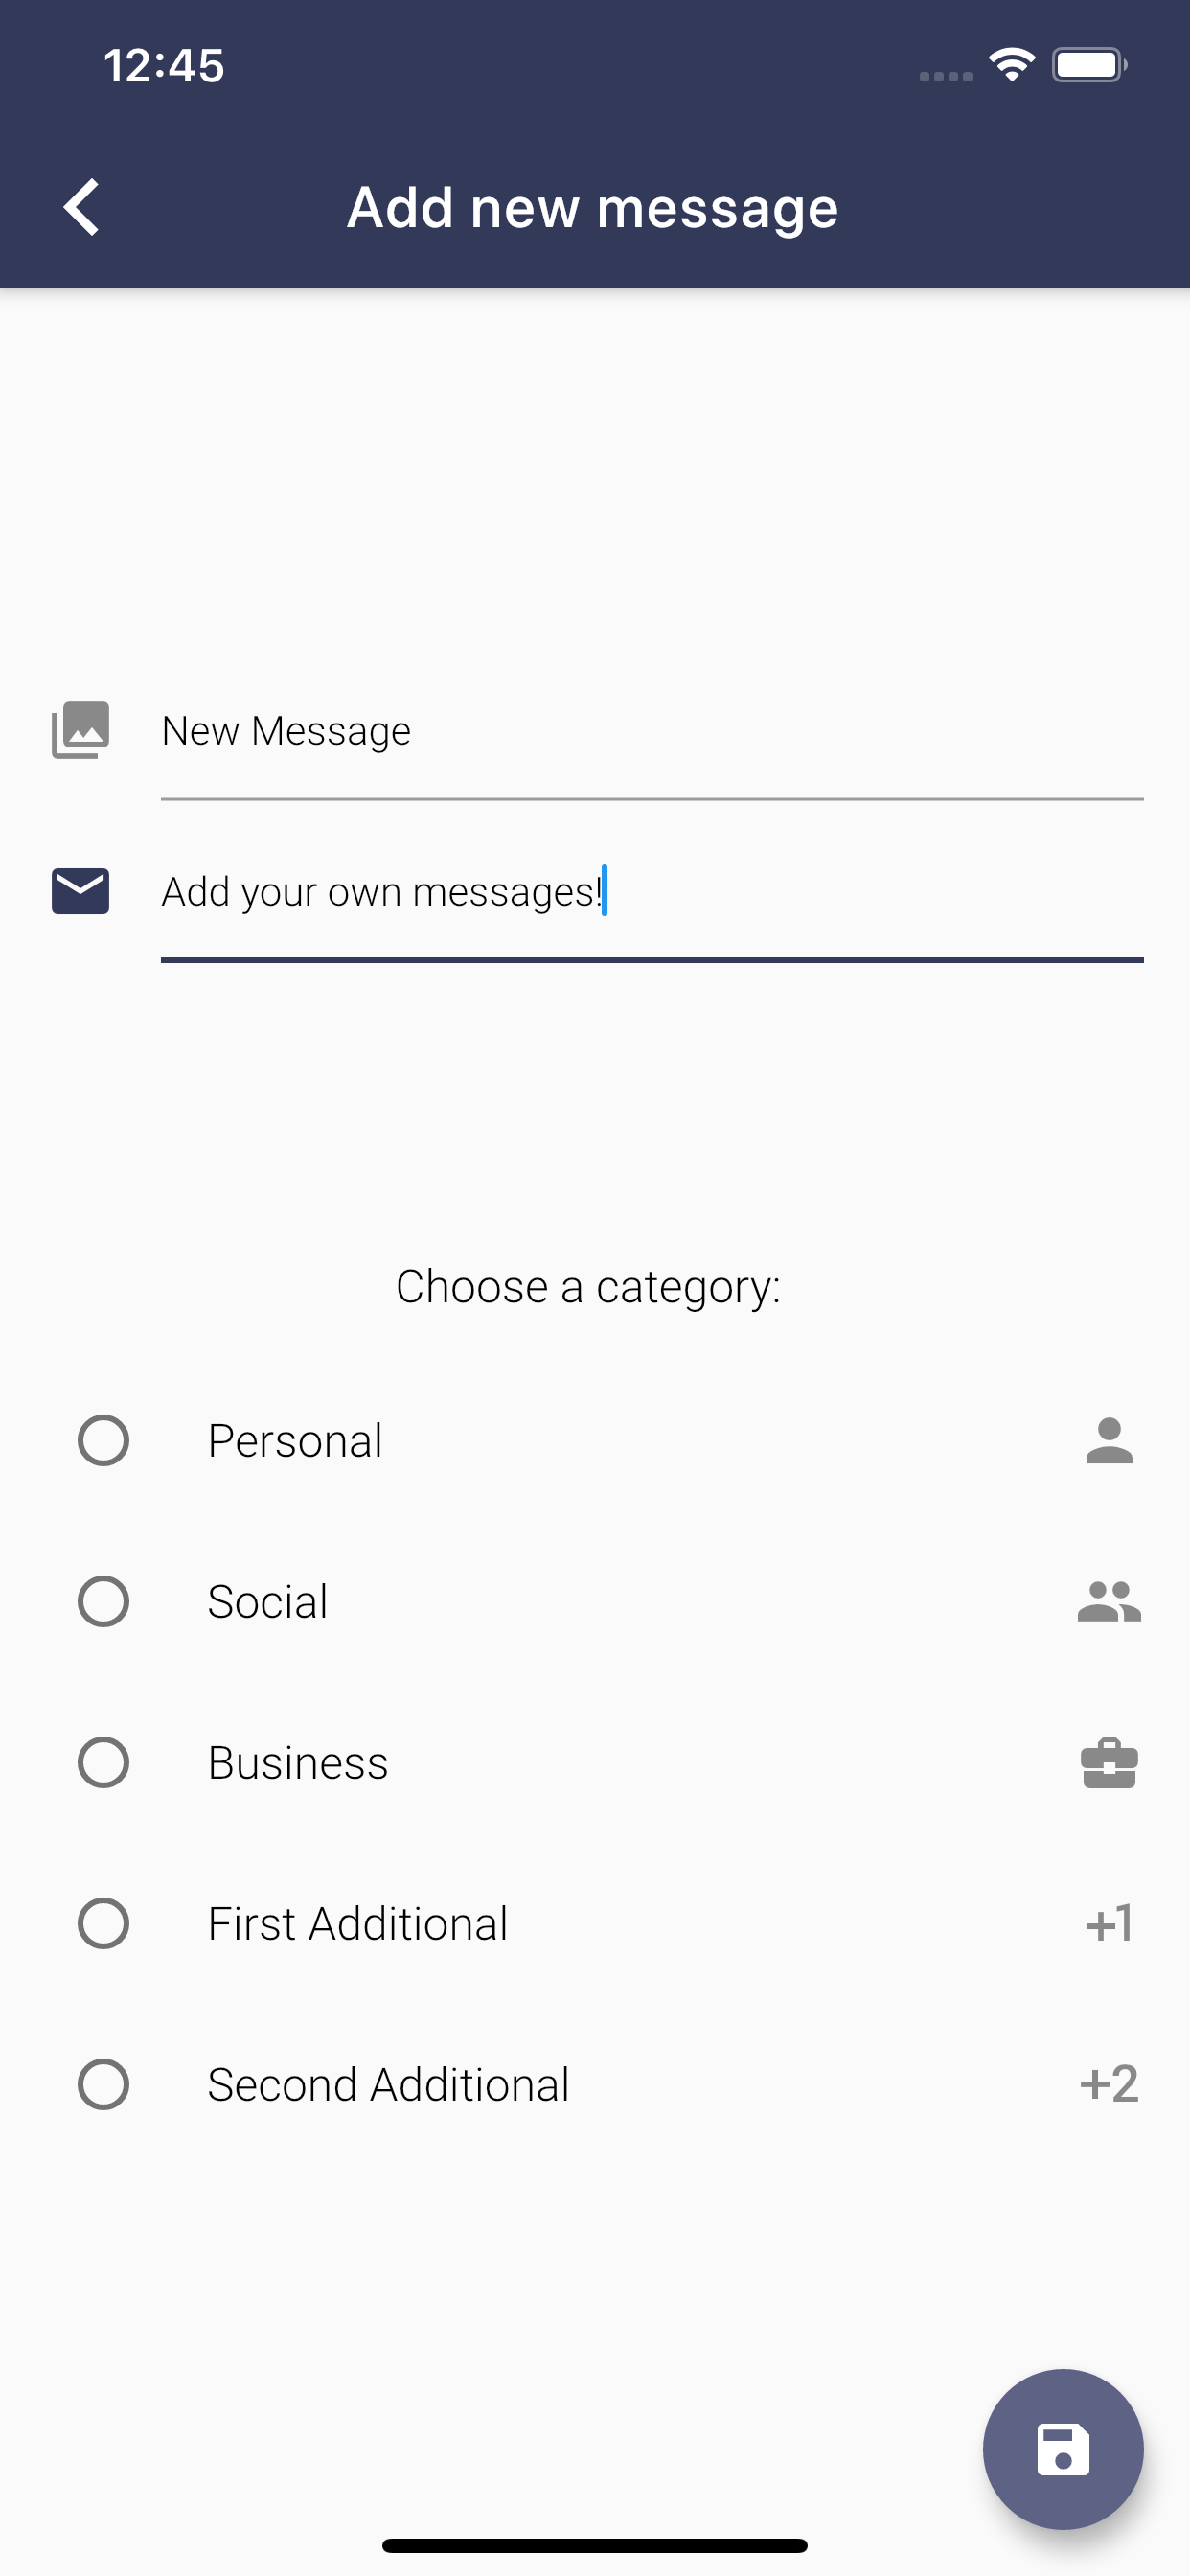 12:45
Add new message
New Message
Add your own messages!
Choose a category:
Personal
Social
Business
First Additional
+1
Second Additional
+2